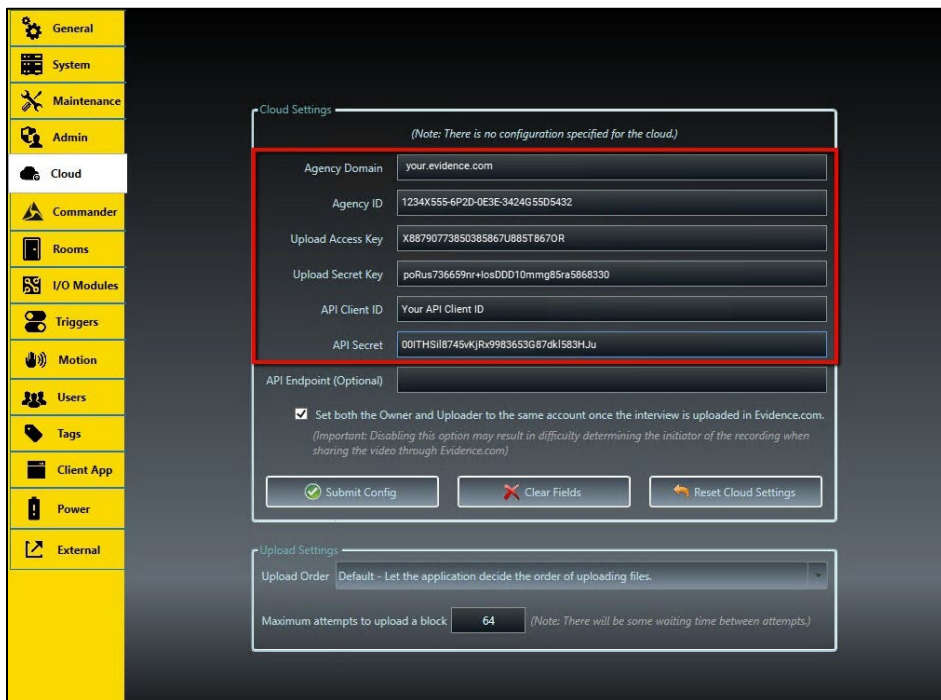 General
System
Maintenance
Admin
Cloud
Commander
Rooms
I/O Modules
Triggers
Motion
Users
Tags
Client App
Power
External
Cloud Settings
(Note: There is no configuration specified for the cloud.)
Agency Domain your.evidence.com
Agency ID 1234X555-6P2D-0E3E-3424G55D5432
Upload Access Key X88790773850385867U885T867OR
Upload Secret Key poRus736659nr+IosDDD10mmg85ra5868330
API Client ID Your API Client ID
API Secret 00ITHSil8745vKjRx9983653G87dkl583HJu
API Endpoint (Optional)
Set both the Owner and Uploader to the same account once the interview is uploaded in Evidence.com.
(Important: Disabling this option may result in difficulty determining the initiator of the recording when
sharing the video through Evidence.com)
Submit Config Clear Fields Reset Cloud Settings
Upload Settings
Upload Order Default - Let the application decide the order of uploading files.
Maximum attempts to upload a block 64 (Note: There will be some waiting time between attempts.)